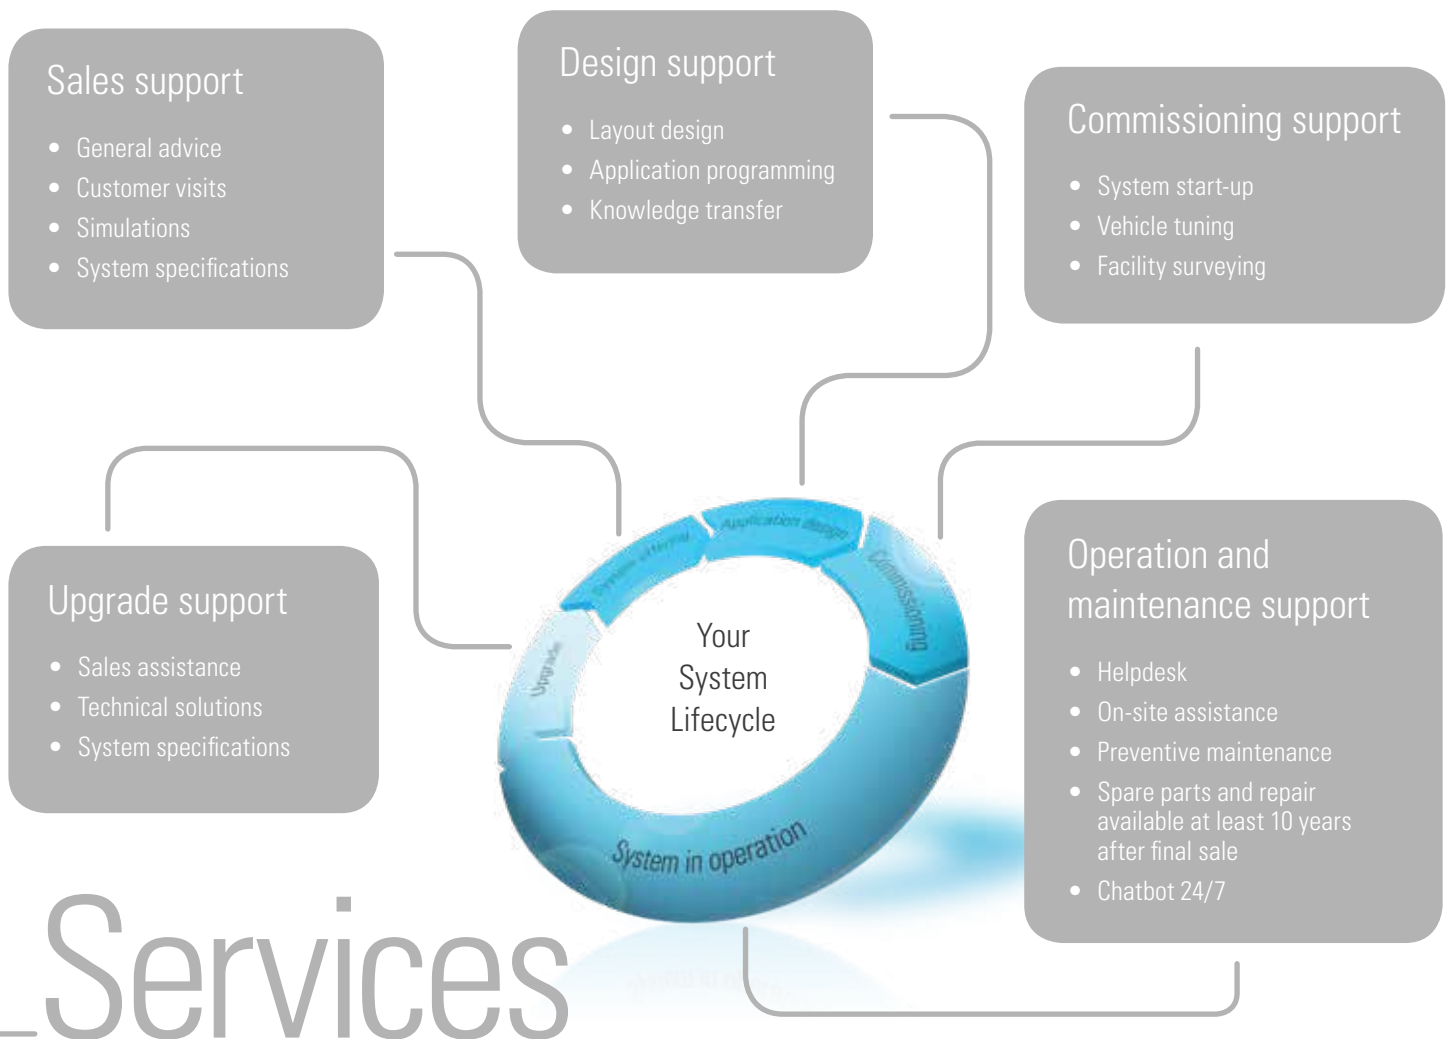 Sales support
• General advice
• Customer visits
• Simulations
• System specifications
Design support
• Layout design
• Application programming
• Knowledge transfer
Commissioning support
• System start-up
• Vehicle tuning
• Facility surveying
Upgrade support
• Sales assistance
• Technical solutions
• System specifications
Operation and
maintenance support
• Helpdesk
• On-site assistance
• Preventive maintenance
• Spare parts and repair
available at least 10 years
after final sale
• Chatbot 24/7
Application design
Commissioning
Upgrade
System in operation
Your
System
Lifecycle
_Services